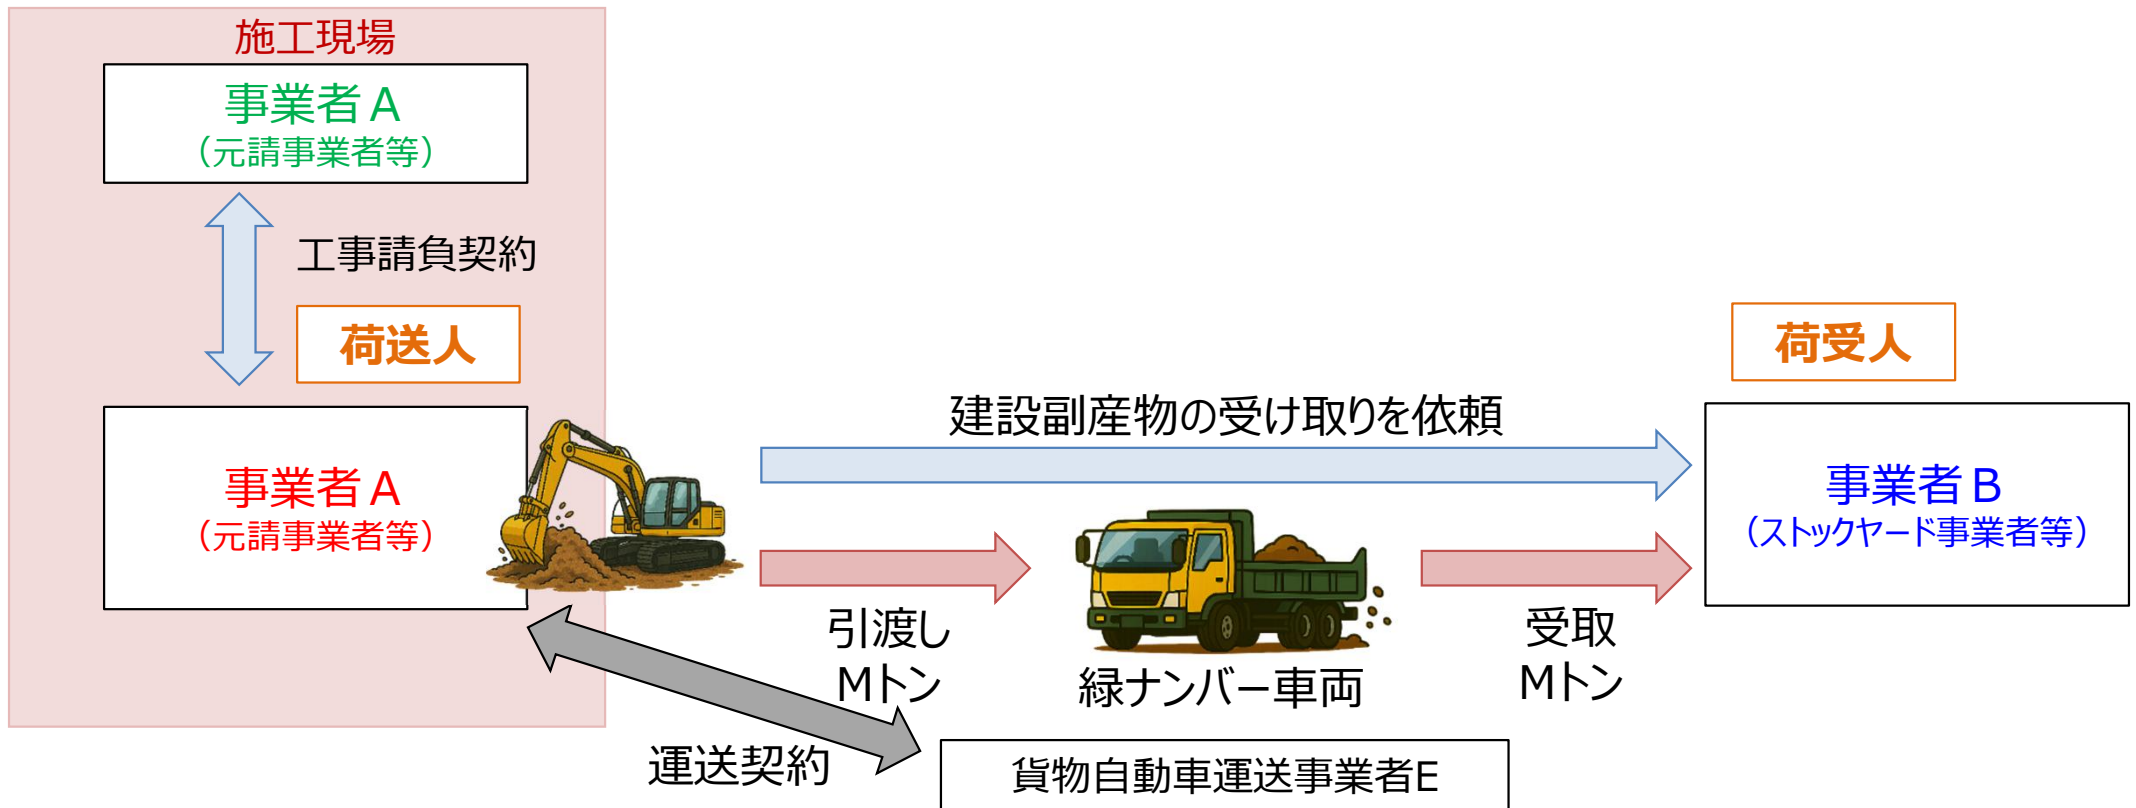 施工現場
事業者A
（元請事業者等）
工事請負契約
荷送人
荷受人
建設副産物の受け取りを依頼
事業者A
（元請事業者等）
事業者B
（ストックヤード事業者等）
引渡し
Mトン
緑ナンバー車両
受取
Mトン
運送契約
貨物自動車運送事業者E